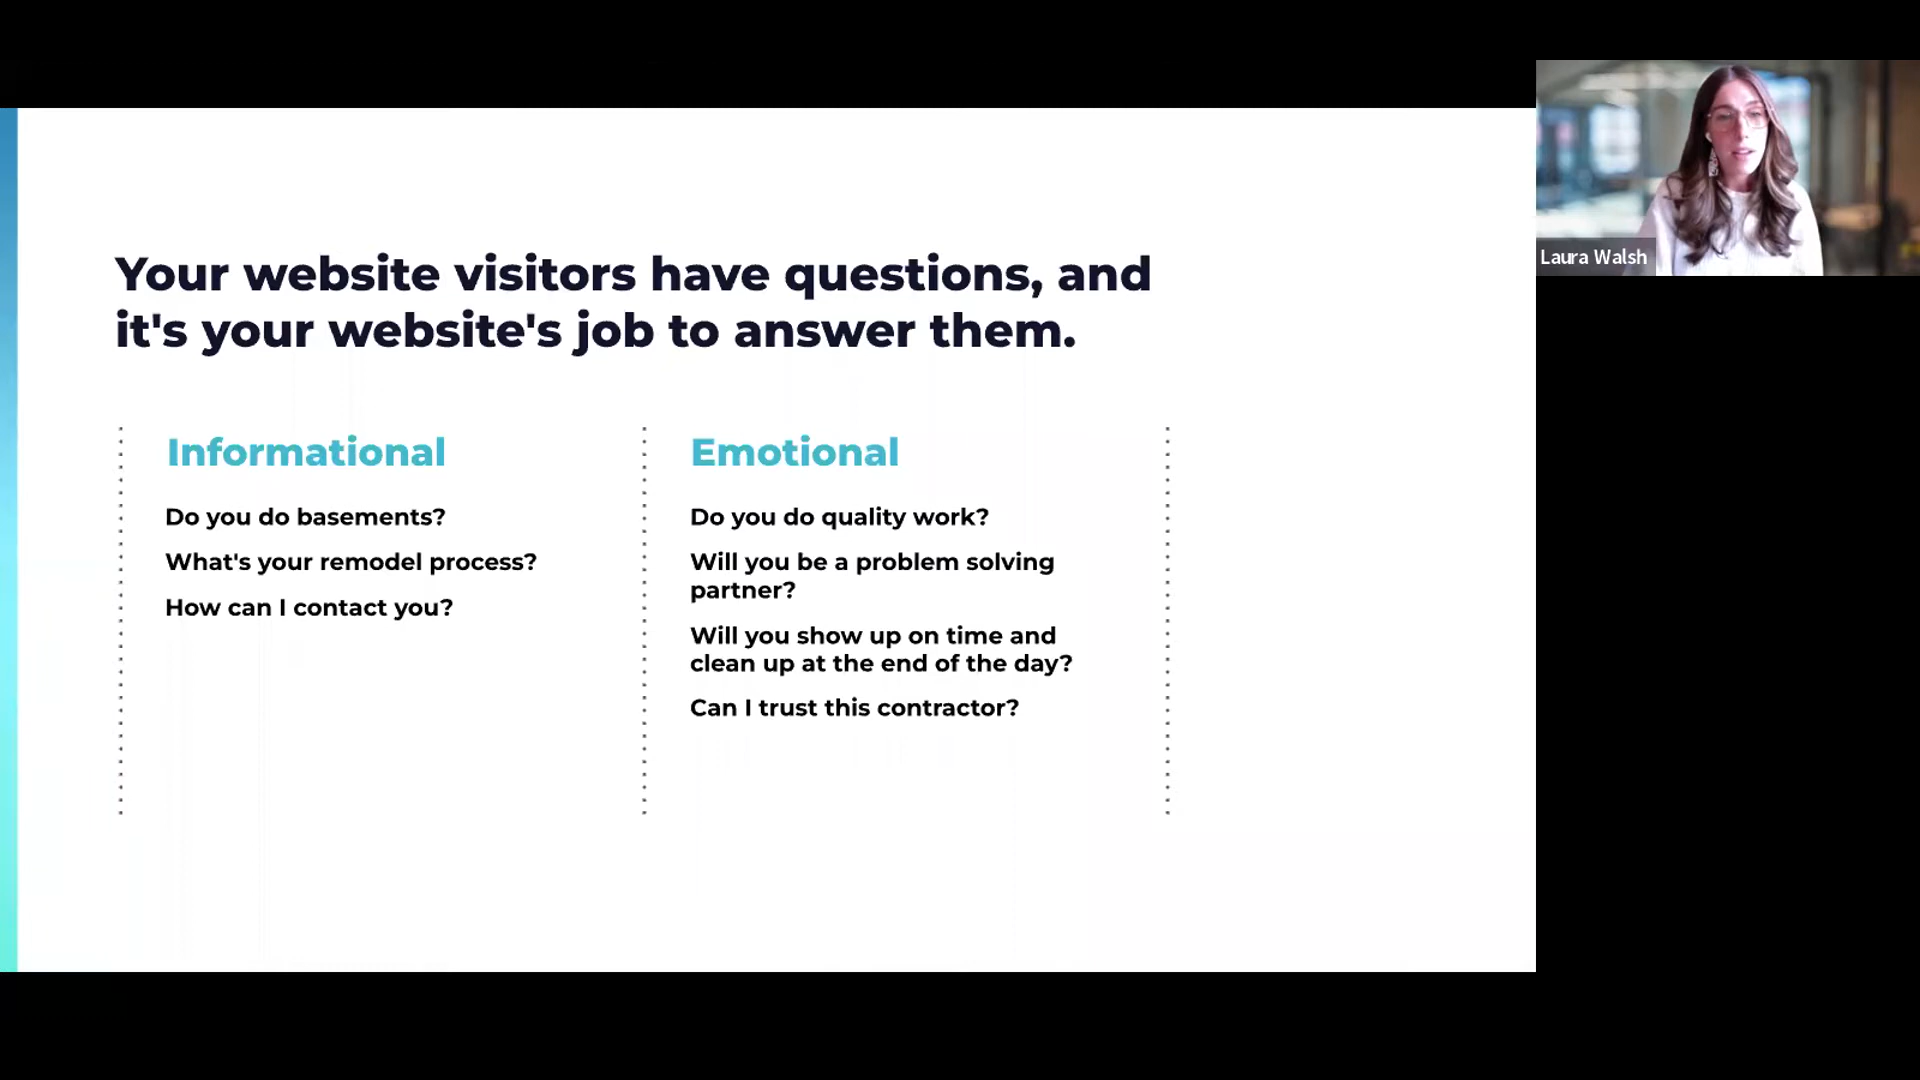 Your website visitors have questions, and
it's your website's job to answer them.
Informational
Do you do basements?
What's your remodel process?
How can I contact you?
Emotional
Do you do quality work?
Will you be a problem solving
partner?
Will you show up on time and
clean up at the end of the day?
Can I trust this contractor?
Laura Walsh